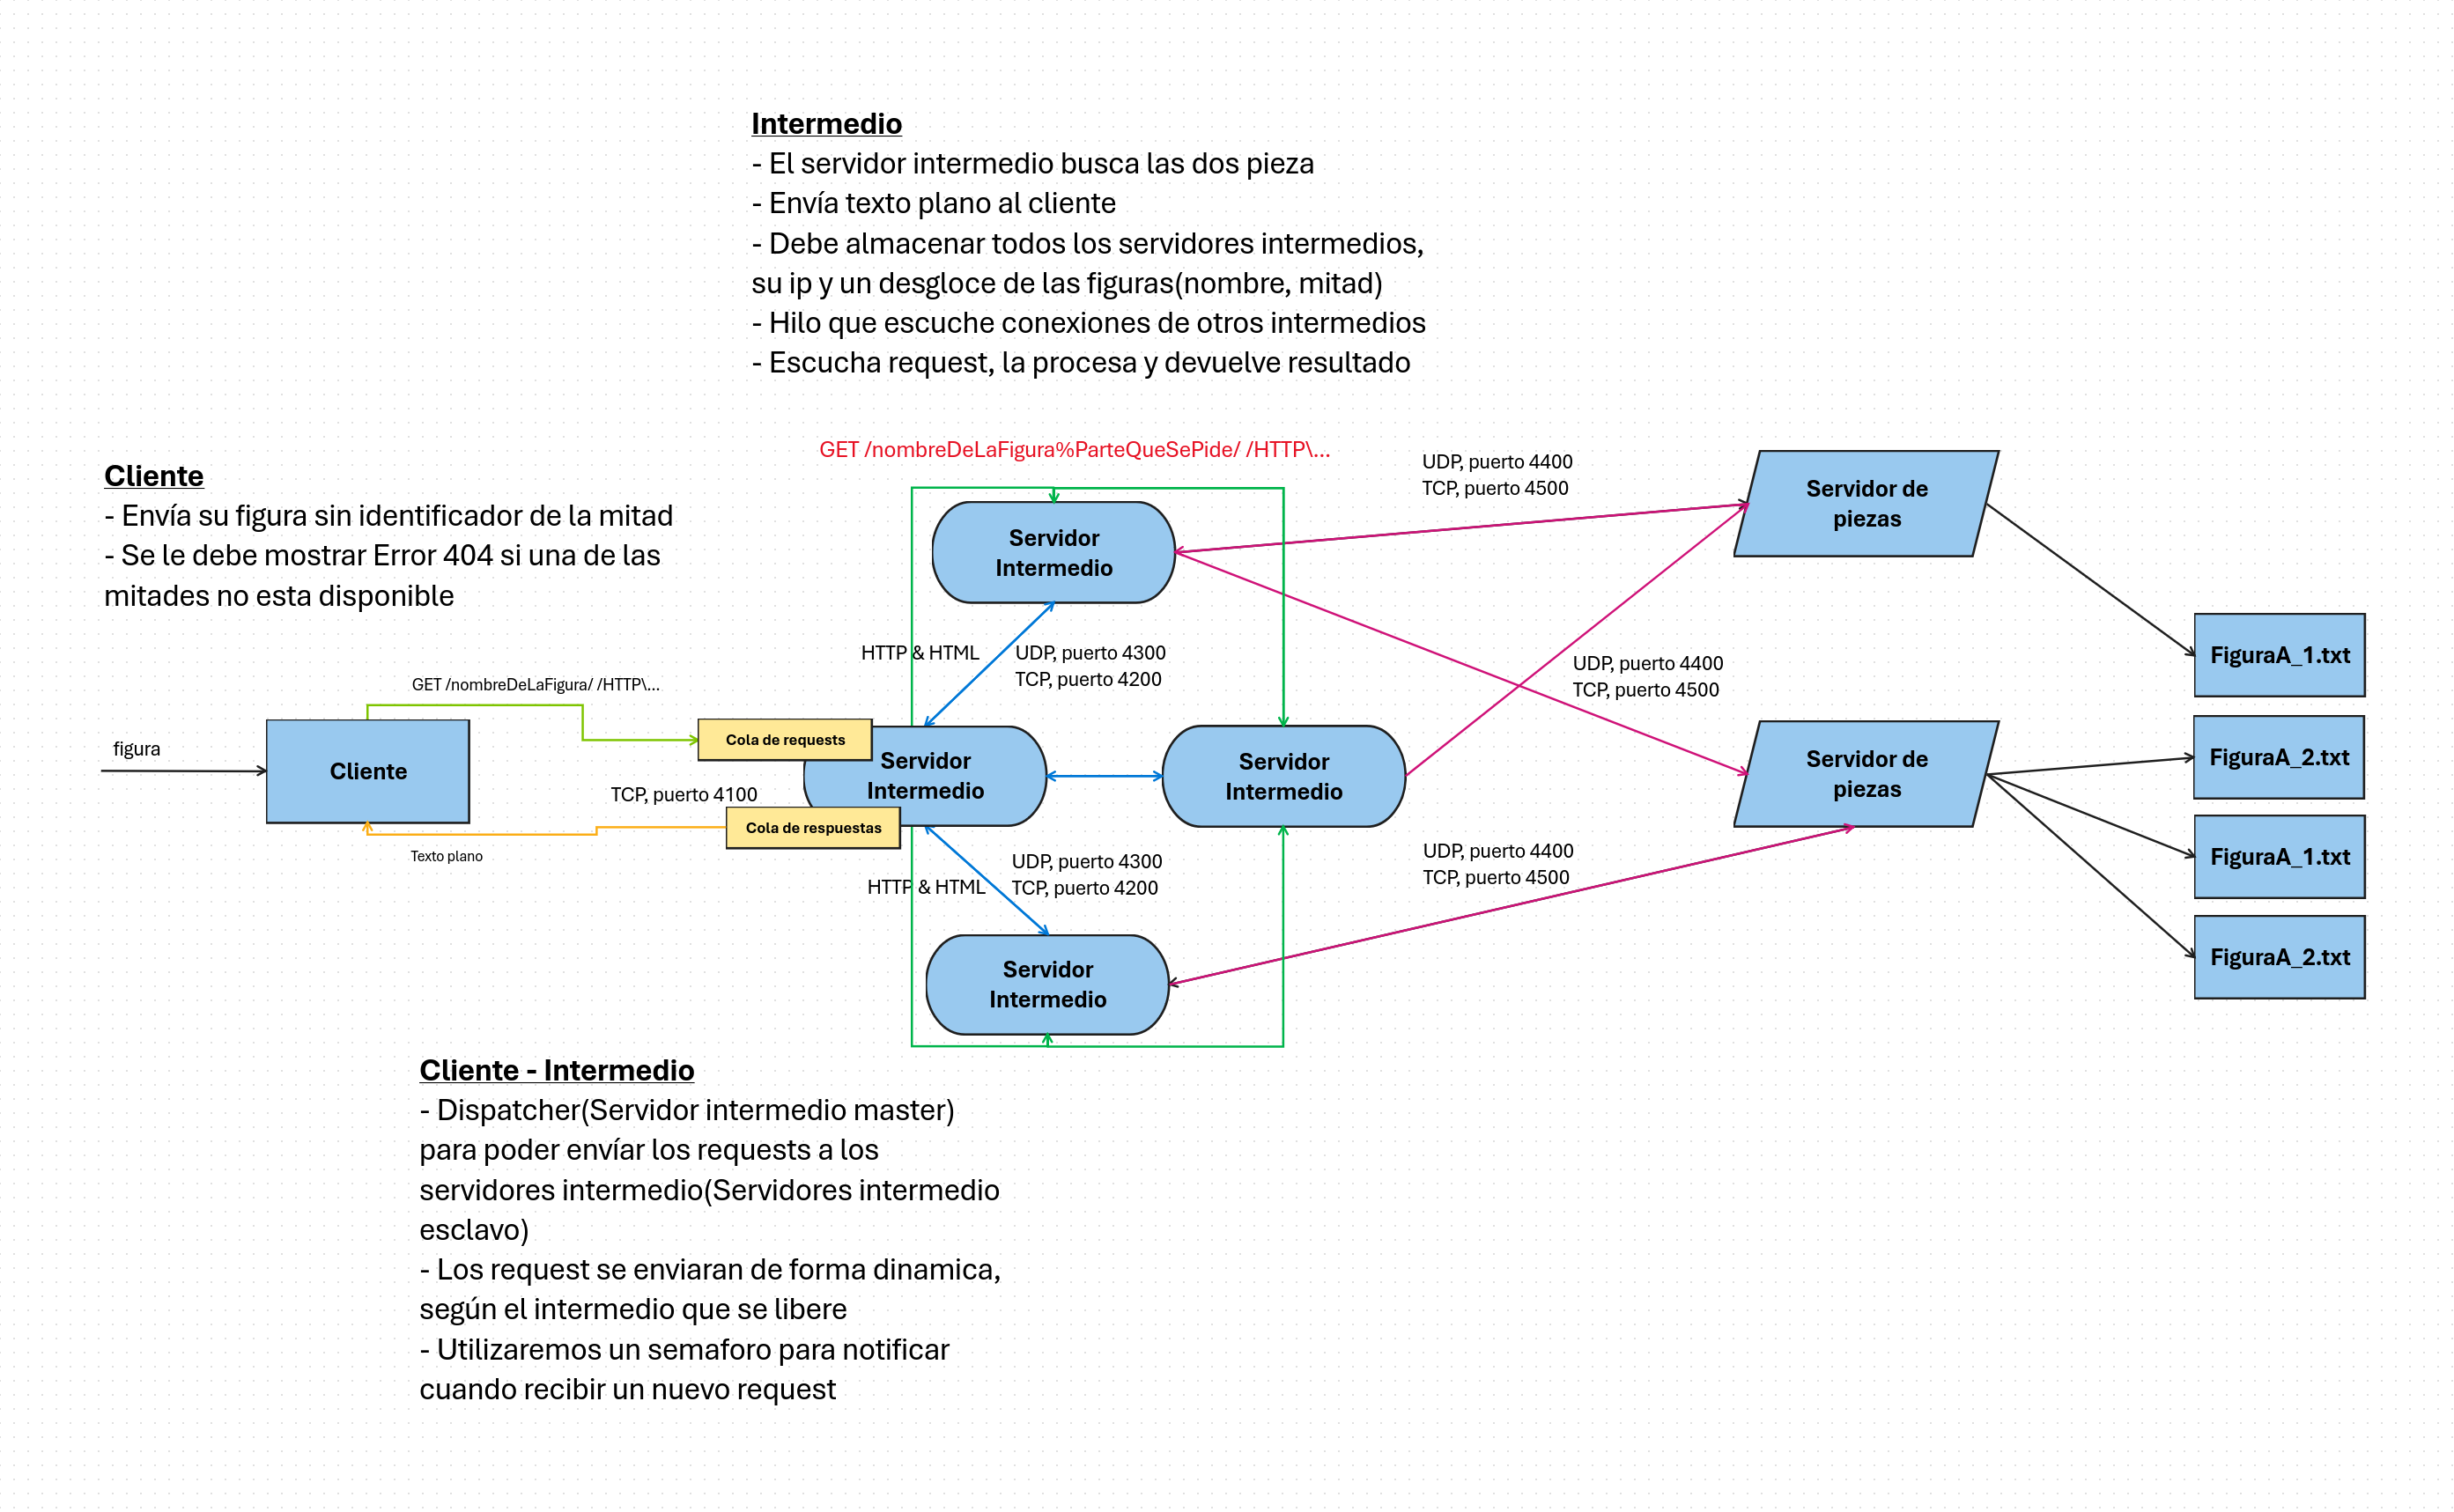 Intermedio
- El servidor intermedio busca las dos pieza
- Envía texto plano al cliente
- Debe almacenar todos los servidores intermedios,
su ip y un desgloce de las figuras(nombre, mitad)
- Hilo que escuche conexiones de otros intermedios
- Escucha request, la procesa y devuelve resultado
GET /nombreDeLaFigura%ParteQueSePide/ /HTTP\...
Cliente
- Envía su figura sin identificador de la mitad
- Se le debe mostrar Error 404 si una de las
mitades no esta disponible
UDP, puerto 4400
TCP, puerto 4500
Servidor de
piezas
Servidor
Intermedio
HTTP & HTML
UDP, puerto 4300
TCP, puerto 4200
UDP, puerto 4400
TCP, puerto 4500
FiguraA_1.txt
GET /nombreDeLaFigura/ /HTTP\...
figura
Cliente
Cola de requests
Servidor
Intermedio
TCP, puerto 4100
Cola de respuestas
Texto plano
Servidor
Intermedio
Servidor de
piezas
FiguraA_2.txt
FiguraA_1.txt
FiguraA_2.txt
HTTP & HTML
UDP, puerto 4300
TCP, puerto 4200
UDP, puerto 4400
TCP, puerto 4500
Servidor
Intermedio
Cliente - Intermedio
- Dispatcher(Servidor intermedio master)
para poder envíar los requests a los
servidores intermedio(Servidores intermedio
esclavo)
- Los request se enviaran de forma dinamica,
según el intermedio que se libere
- Utilizaremos un semaforo para notificar
cuando recibir un nuevo request